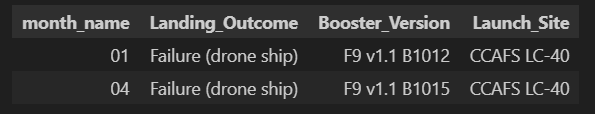 month_name Landing_Outcome Booster_Version Launch_Site
01 Failure (drone ship) F9 v1.1 B1012 CCAFS LC-40
04 Failure (drone ship) F9 v1.1 B1015 CCAFS LC-40